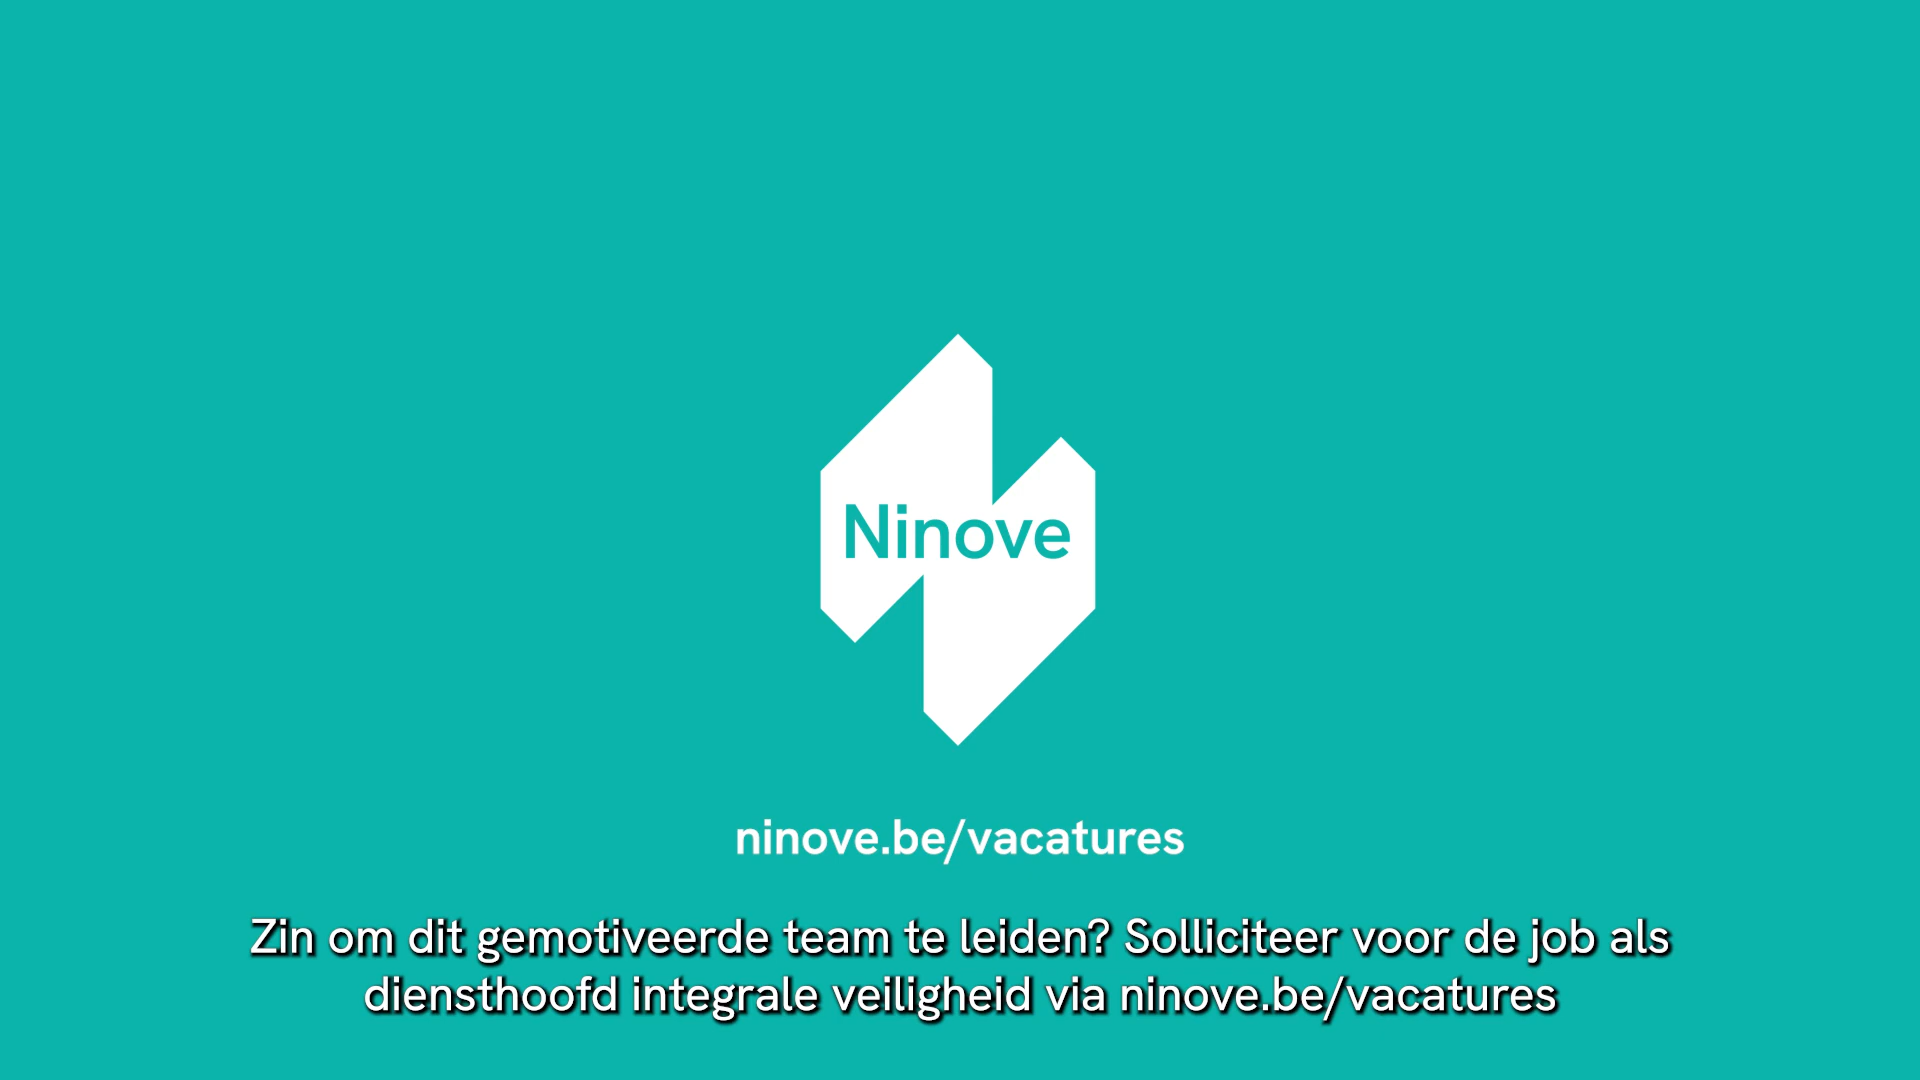 Ninove
ninove.be/vacatures
Zin om dit gemotiveerde team te leiden? Solliciteer voor de job als
diensthoofd integrale veiligheid via ninove.be/vacatures